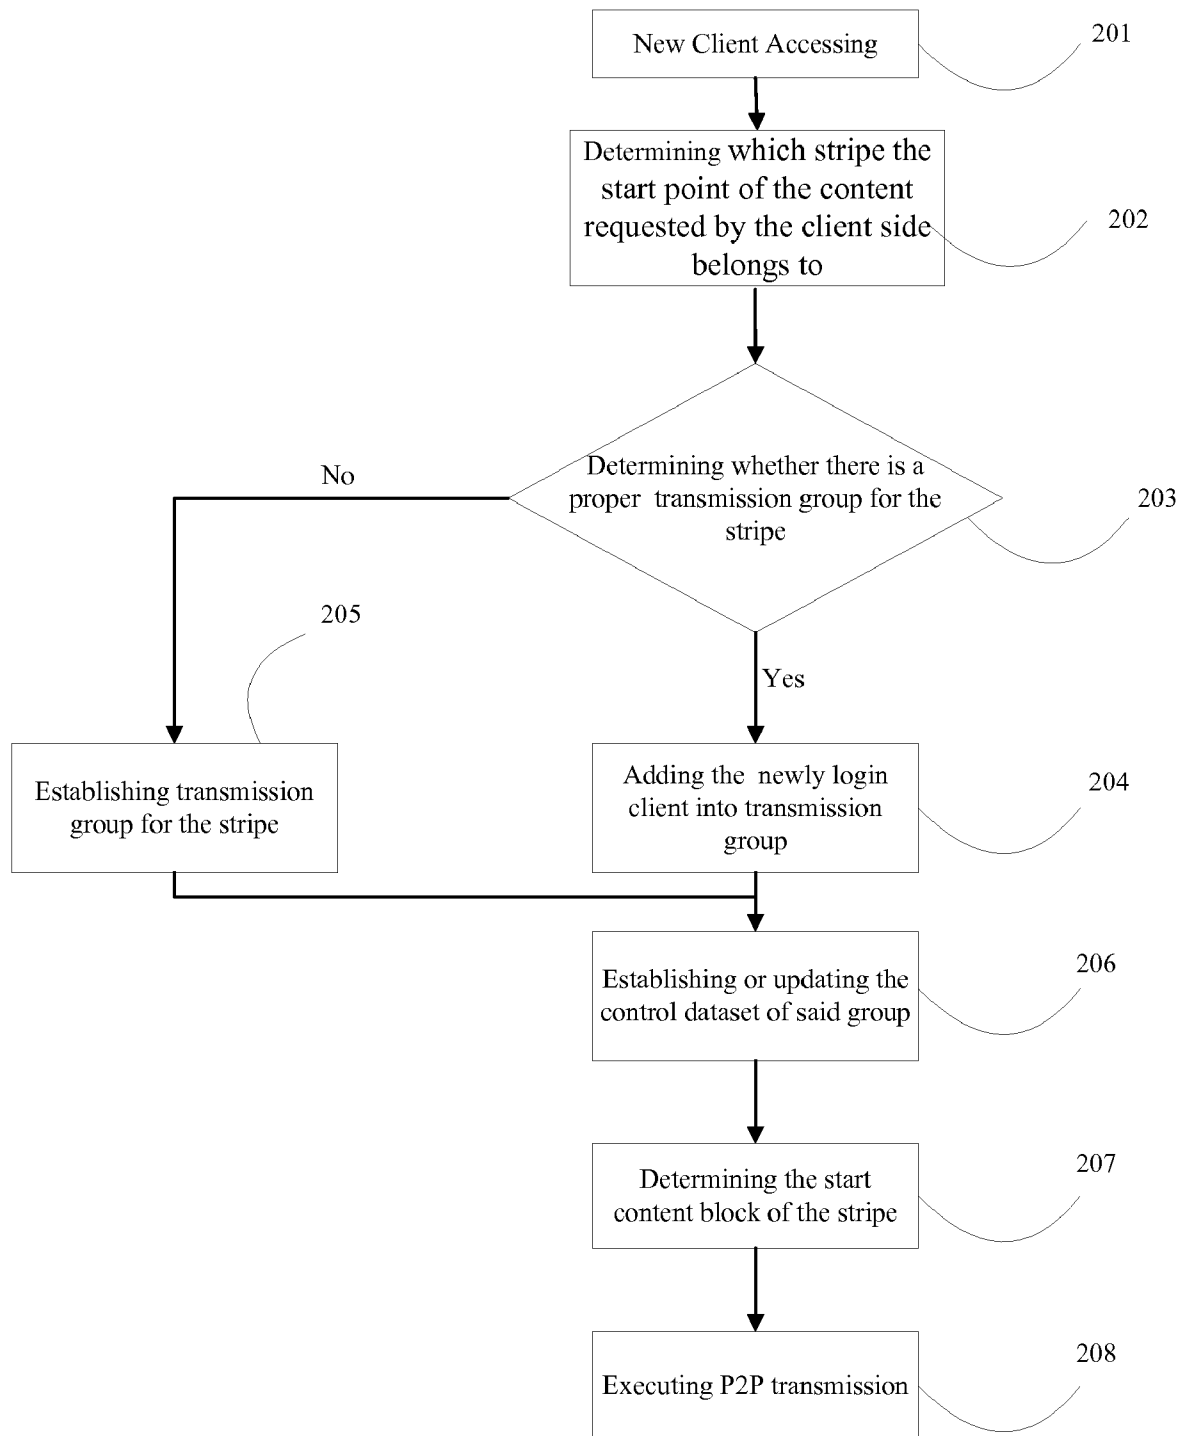 New Client Accessing
201
Determining which stripe the
start point of the content
requested by the client side
belongs to
202
Determining whether there is a
proper transmission group for the
stripe
203
No
Yes
205
Establishing transmission
group for the stripe
Adding the newly login
client into transmission
group
204
Establishing or updating the
control dataset of said group
206
Determining the start
content block of the stripe
207
Executing P2P transmission
208